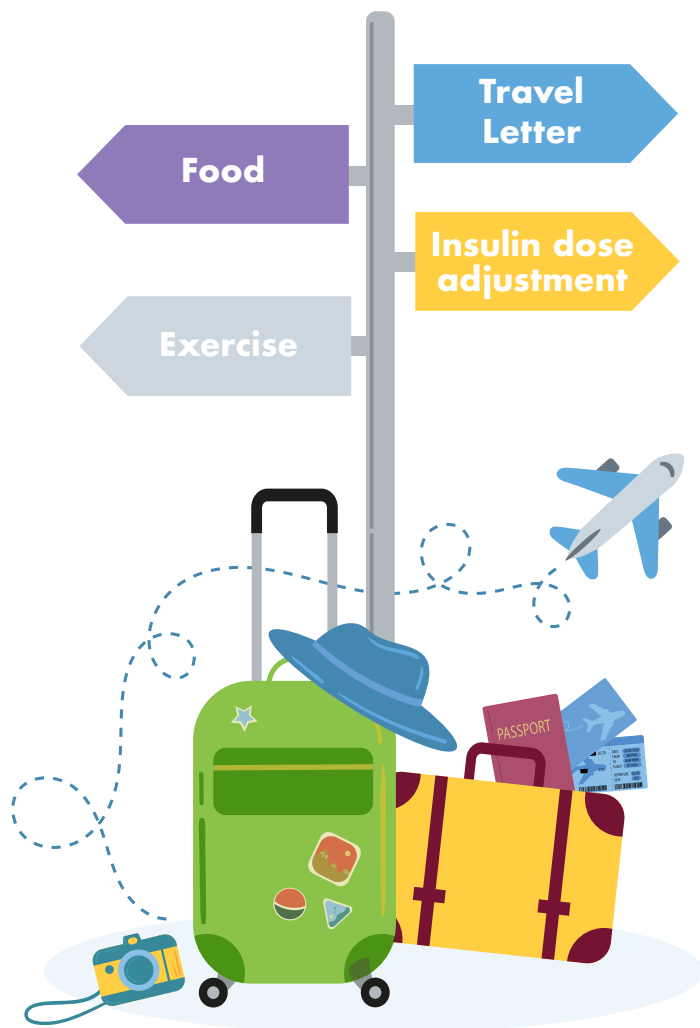 Travel
Letter
Food
Insulin dose
adjustment
Exercise
PASSPORT